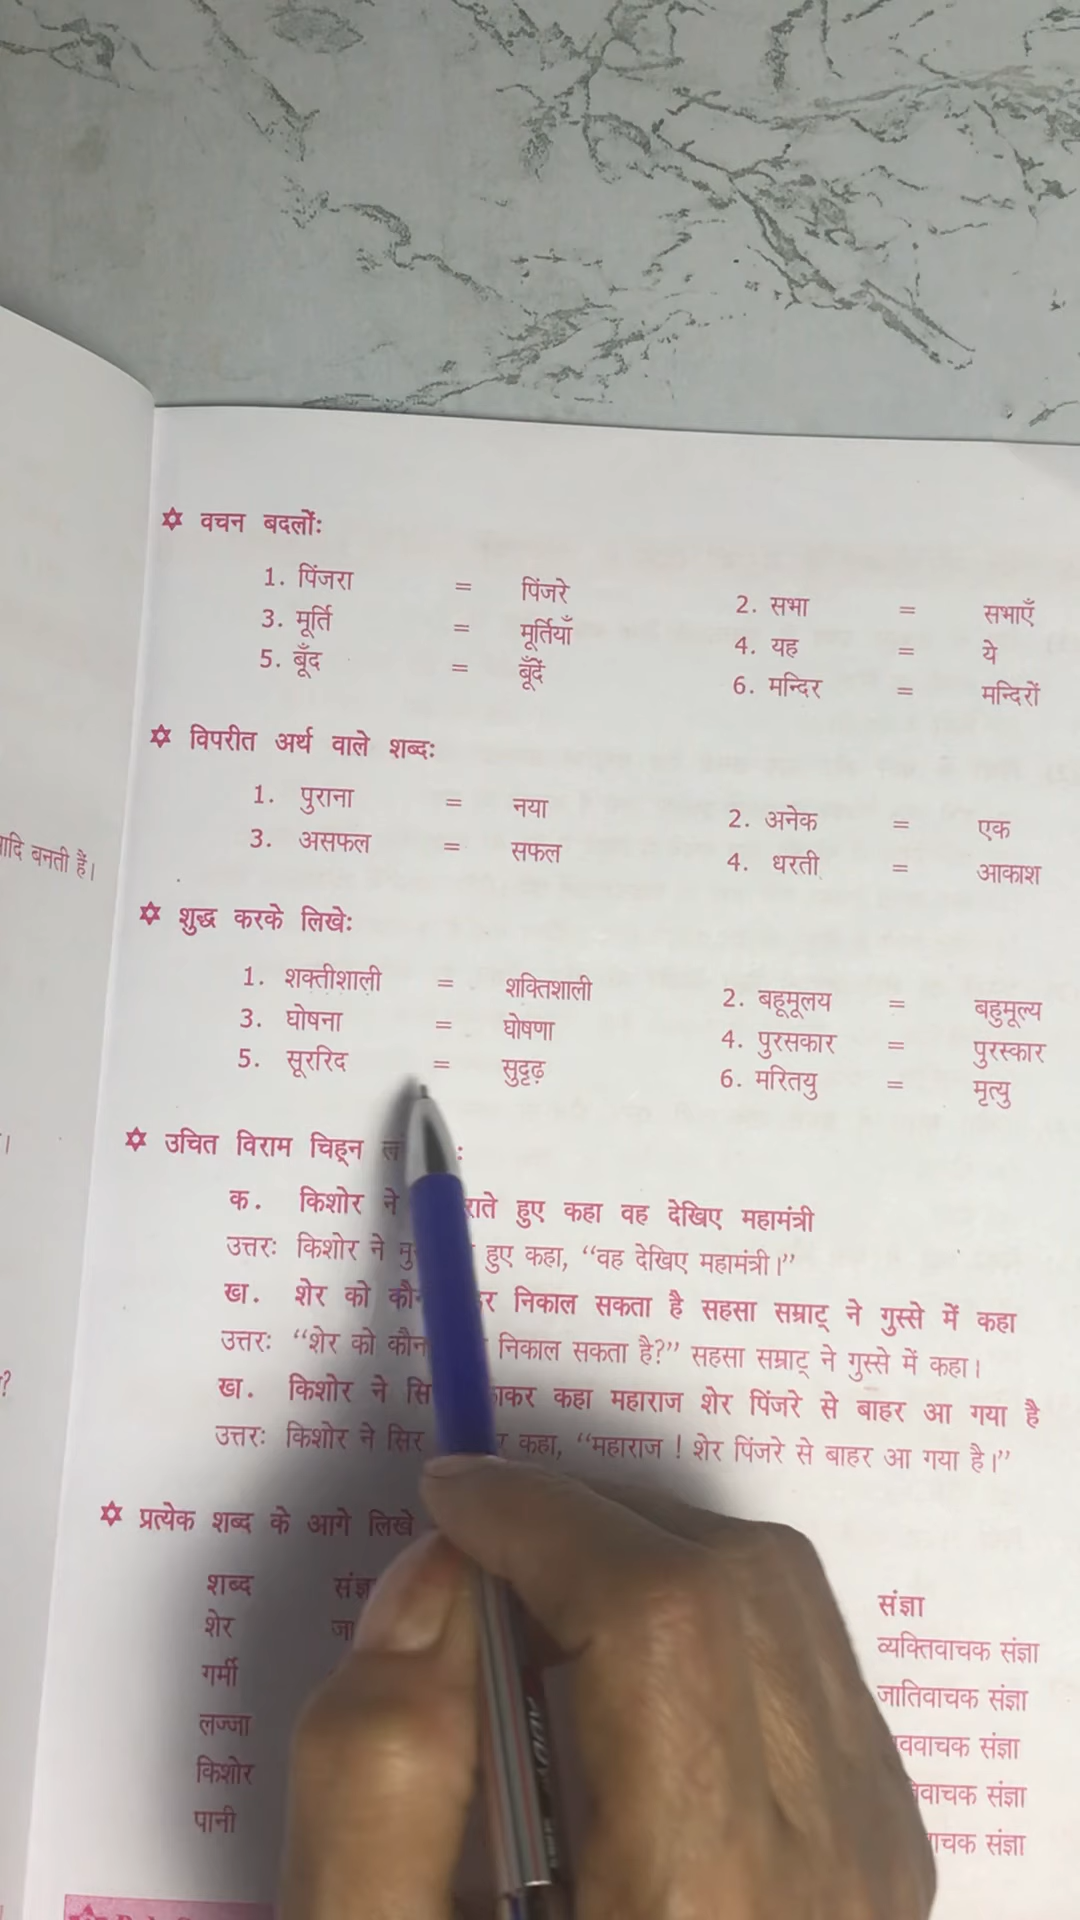 ✡ वचन बदलोंः
1. पिंजरा = पिंजरे 2. सभा = सभाएँ
3. मूर्ति = मूर्तियाँ 4. यह = ये
5. बूँद = बूँदें 6. मन्दिर = मन्दिरों
✡ विपरीत अर्थ वाले शब्दः
1. पुराना = नया 2. अनेक = एक
3. असफल = सफल 4. धरती = आकाश
ादि बनती हैं।
✡ शुद्ध करके लिखेः
1. शक्तीशाली = शक्तिशाली 2. बहूमूलय = बहुमूल्य
3. घोषना = घोषणा 4. पुरसकार = पुरस्कार
5. सूररिद = सुदृढ़ 6. मरितयु = मृत्यु
✡ उचित विराम चिह्न
क. किशोर ने हुए कहा वह देखिए महामंत्री
उत्तरः किशोर ने हुए कहा, “वह देखिए महामंत्री।”
ख. शेर को निकाल सकता है सहसा सम्राट् ने गुस्से में कहा
उत्तरः “शेर को निकाल सकता है?” सहसा सम्राट् ने गुस्से में कहा।
ख. किशोर ने कहा महाराज शेर पिंजरे से बाहर आ गया है
उत्तरः किशोर ने सिर कहा, “महाराज ! शेर पिंजरे से बाहर आ गया है।”
✡ प्रत्येक शब्द के आगे लिखे
शब्द संज्ञा
शेर व्यक्तिवाचक संज्ञा
गर्मी जातिवाचक संज्ञा
लज्जा संज्ञा
किशोर संज्ञा
पानी संज्ञा